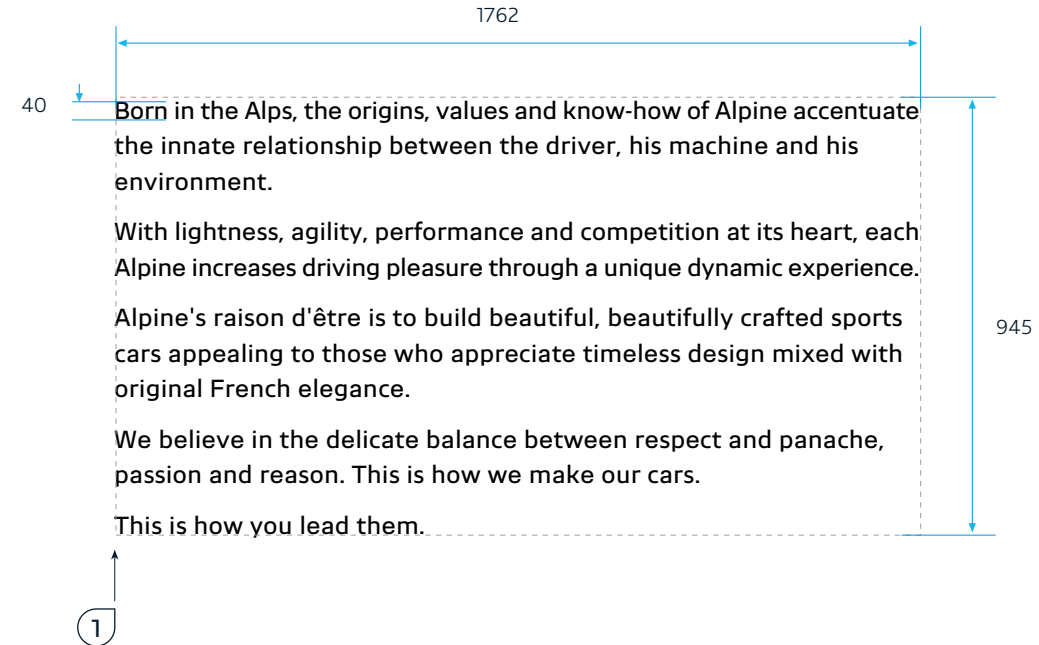 1762
40
Born in the Alps, the origins, values and know-how of Alpine accentuate
the innate relationship between the driver, his machine and his
environment.
With lightness, agility, performance and competition at its heart, each
Alpine increases driving pleasure through a unique dynamic experience.
Alpine's raison d'être is to build beautiful, beautifully crafted sports
cars appealing to those who appreciate timeless design mixed with
original French elegance.
945
We believe in the delicate balance between respect and panache,
passion and reason. This is how we make our cars.
This is how you lead them.
1